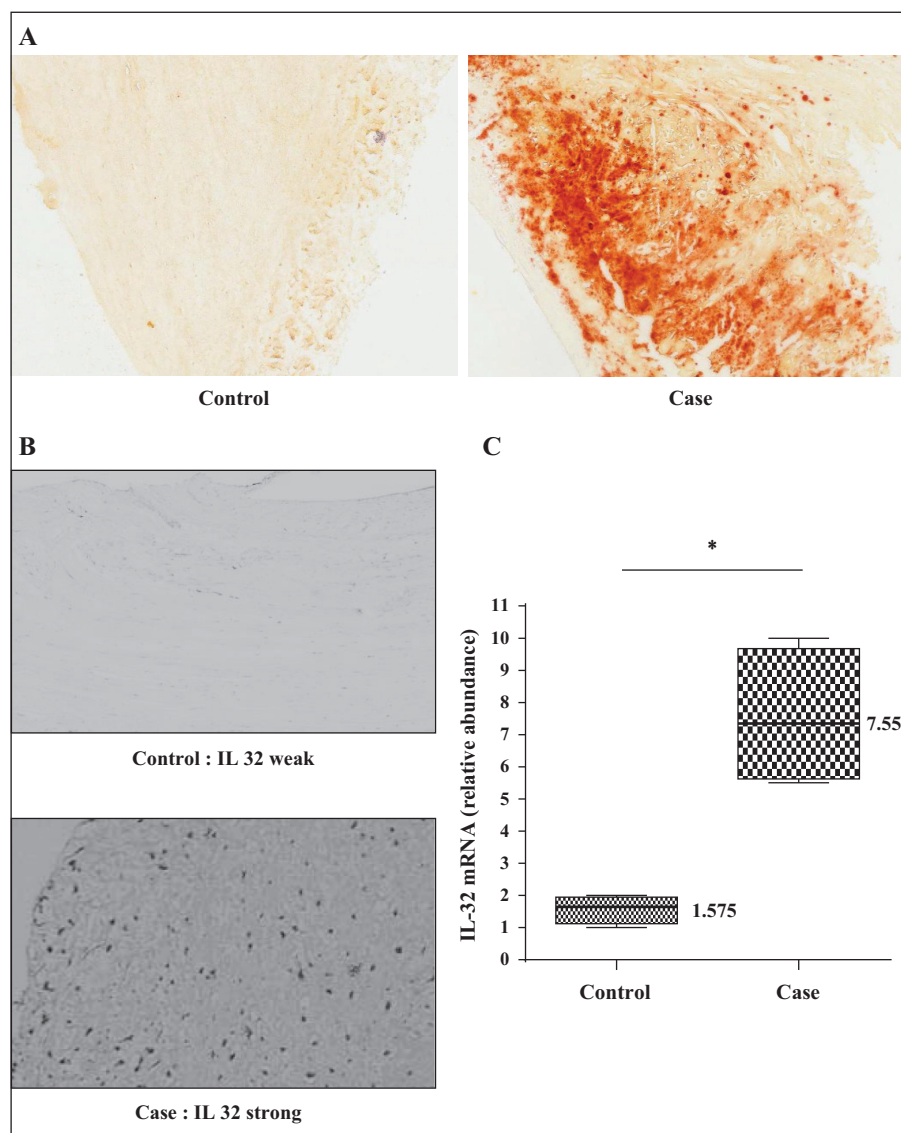 A
Control
Case
B
Control : IL 32 weak
Case : IL 32 strong
C
*
IL-32 mRNA (relative abundance)
11
10
9
8
7
6
5
4
3
2
1
0
7.55
1.575
Control
Case